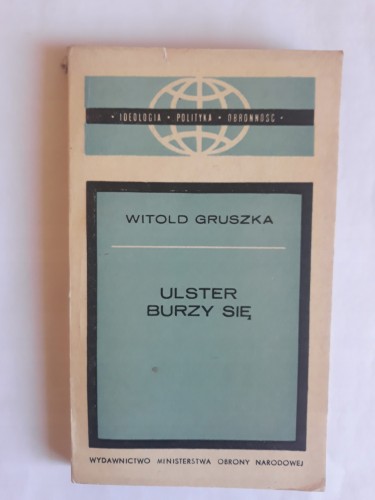 • IDEOLOGIA • POLITYKA • OBRONNOŚĆ •
WITOLD GRUSZKA
ULSTER
BURZY SIĘ
WYDAWNICTWO MINISTERSTWA OBRONY NARODOWEJ